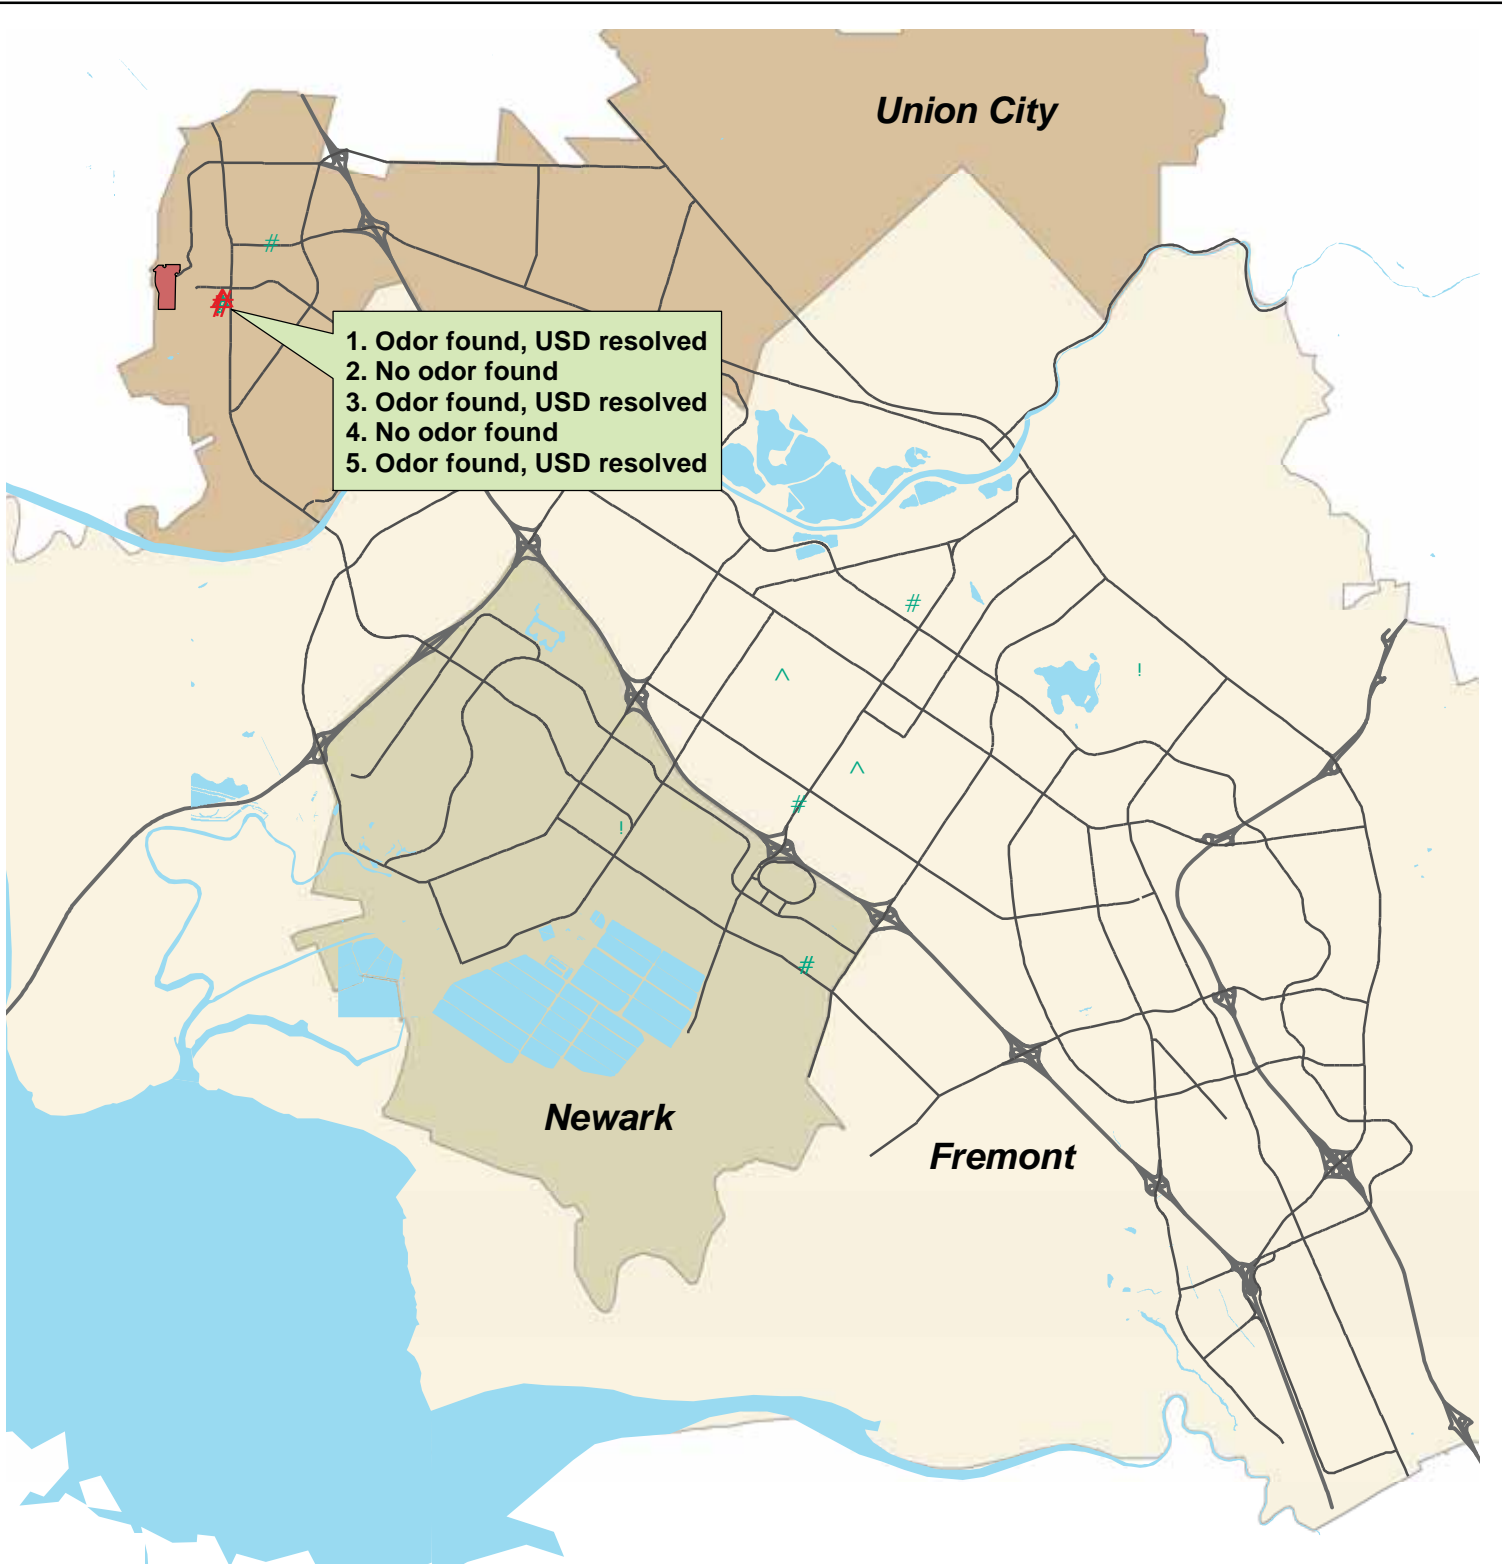 Union City
1. Odor found, USD resolved
2. No odor found
3. Odor found, USD resolved
4. No odor found
5. Odor found, USD resolved
Newark
Fremont